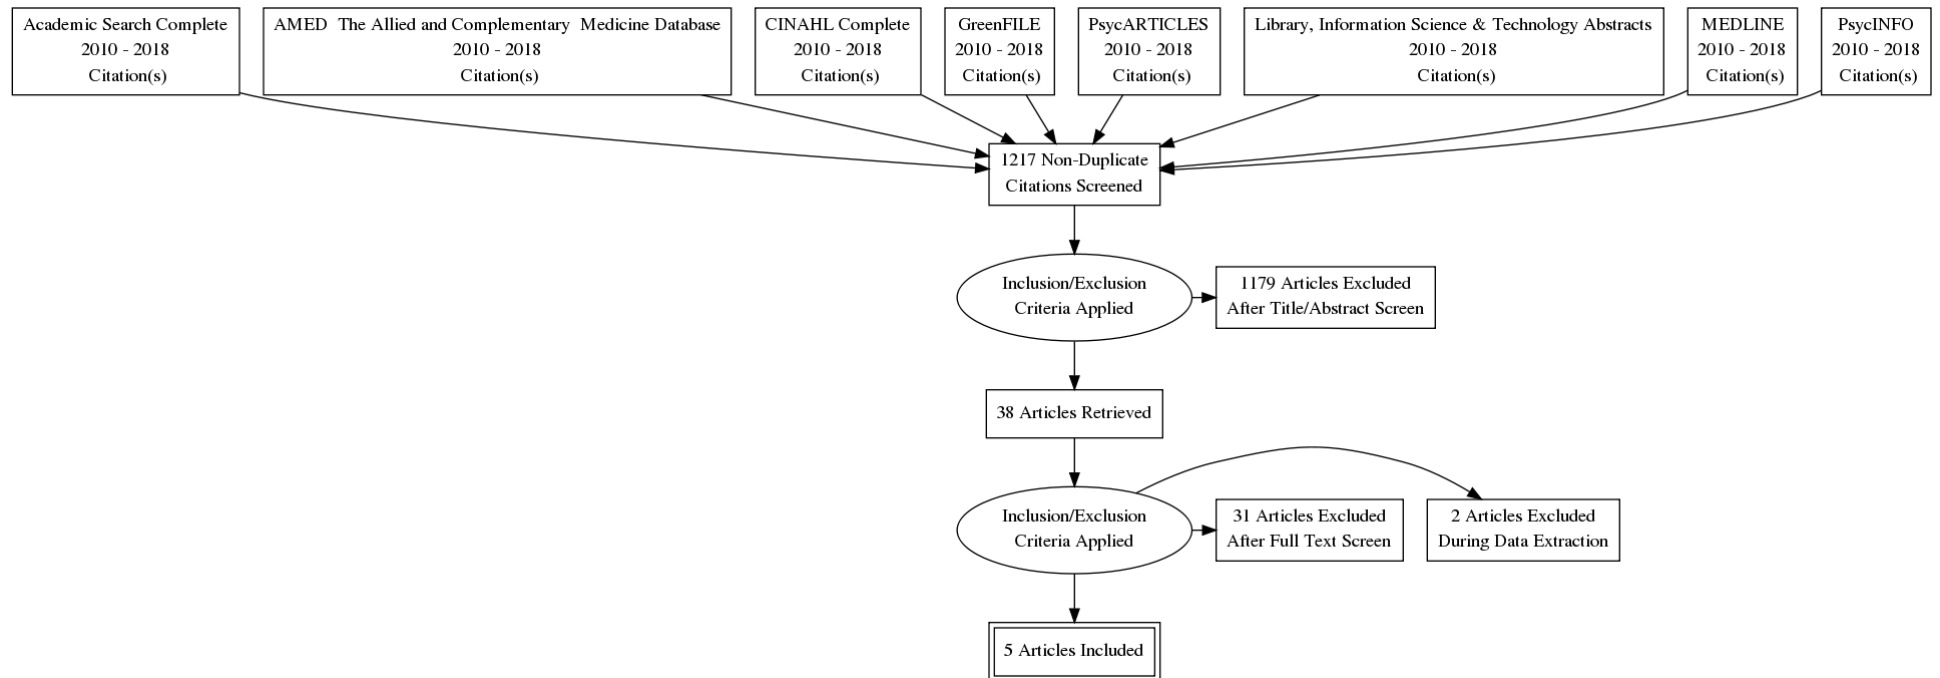 Academic Search Complete
2010 - 2018
Citation(s)
AMED  The Allied and Complementary  Medicine Database
2010 - 2018
Citation(s)
CINAHL Complete
2010 - 2018
Citation(s)
GreenFILE
2010 - 2018
Citation(s)
PsycARTICLES
2010 - 2018
Citation(s)
Library, Information Science & Technology Abstracts
2010 - 2018
Citation(s)
MEDLINE
2010 - 2018
Citation(s)
PsycINFO
2010 - 2018
Citation(s)
1217 Non-Duplicate
Citations Screened
Inclusion/Exclusion
Criteria Applied
1179 Articles Excluded
After Title/Abstract Screen
38 Articles Retrieved
Inclusion/Exclusion
Criteria Applied
31 Articles Excluded
After Full Text Screen
2 Articles Excluded
During Data Extraction
5 Articles Included